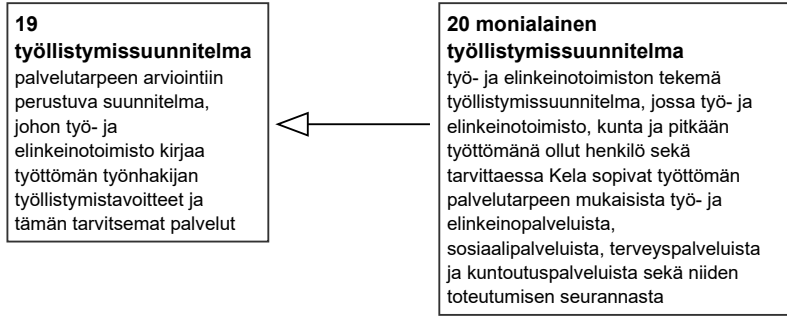 19
työllistymissuunnitelma
palvelutarpeen arviointiin
perustuva suunnitelma,
johon työ- ja
elinkeinotoimisto kirjaa
työttömän työnhakijan
työllistymistavoitteet ja
tämän tarvitsemat palvelut
20 monialainen
työllistymissuunnitelma
työ- ja elinkeinotoimiston tekemä
työllistymissuunnitelma, jossa työ- ja
elinkeinotoimisto, kunta ja pitkään
työttömänä ollut henkilö sekä
tarvittaessa Kela sopivat työttömän
palvelutarpeen mukaisista työ- ja
elinkeinopalveluista,
sosiaalipalveluista, terveyspalveluista
ja kuntoutuspalveluista sekä niiden
toteutumisen seurannasta